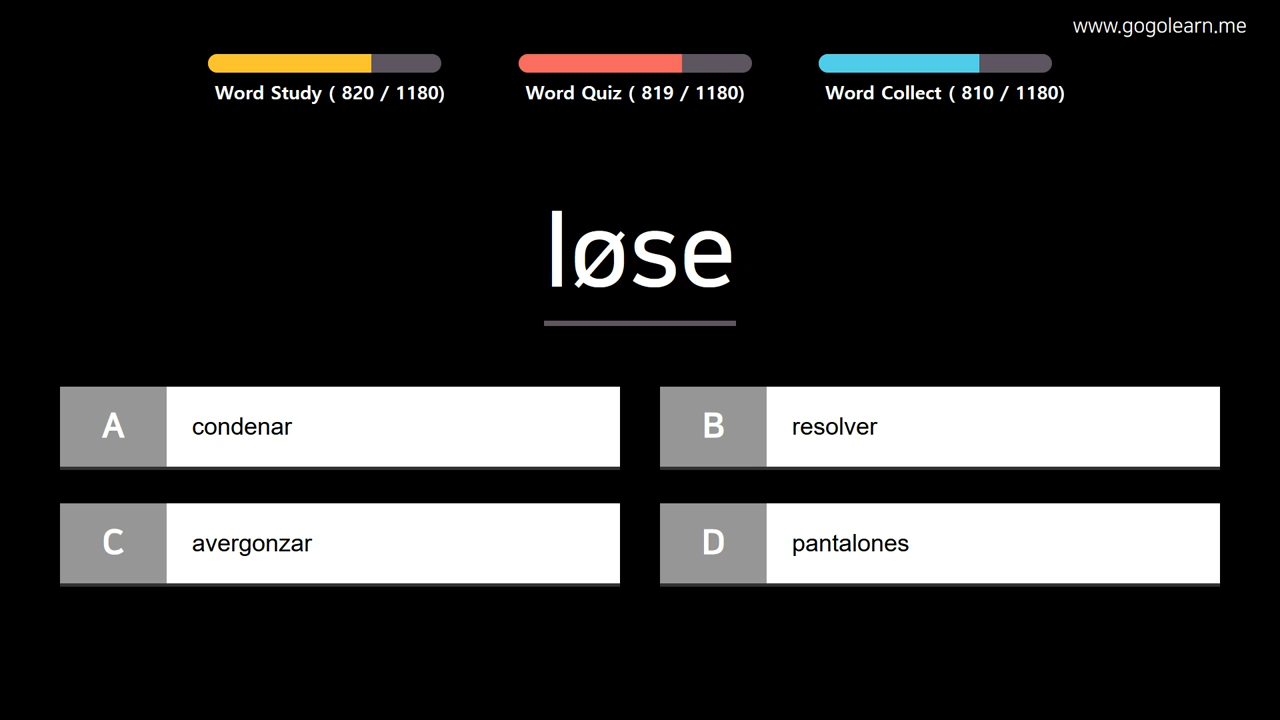 www.gogolearn.me
Word Study ( 820 / 1180)
Word Quiz ( 819 / 1180)
Word Collect ( 810 / 1180)
løse
A condenar
B resolver
C avergonzar
D pantalones